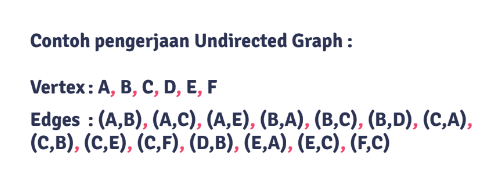 Contoh pengerjaan Undirected Graph :
Vertex : A, B, C, D, E, F
Edges : (A,B), (A,C), (A,E), (B,A), (B,C), (B,D), (C,A),
(C,B), (C,E), (C,F), (D,B), (E,A), (E,C), (F,C)